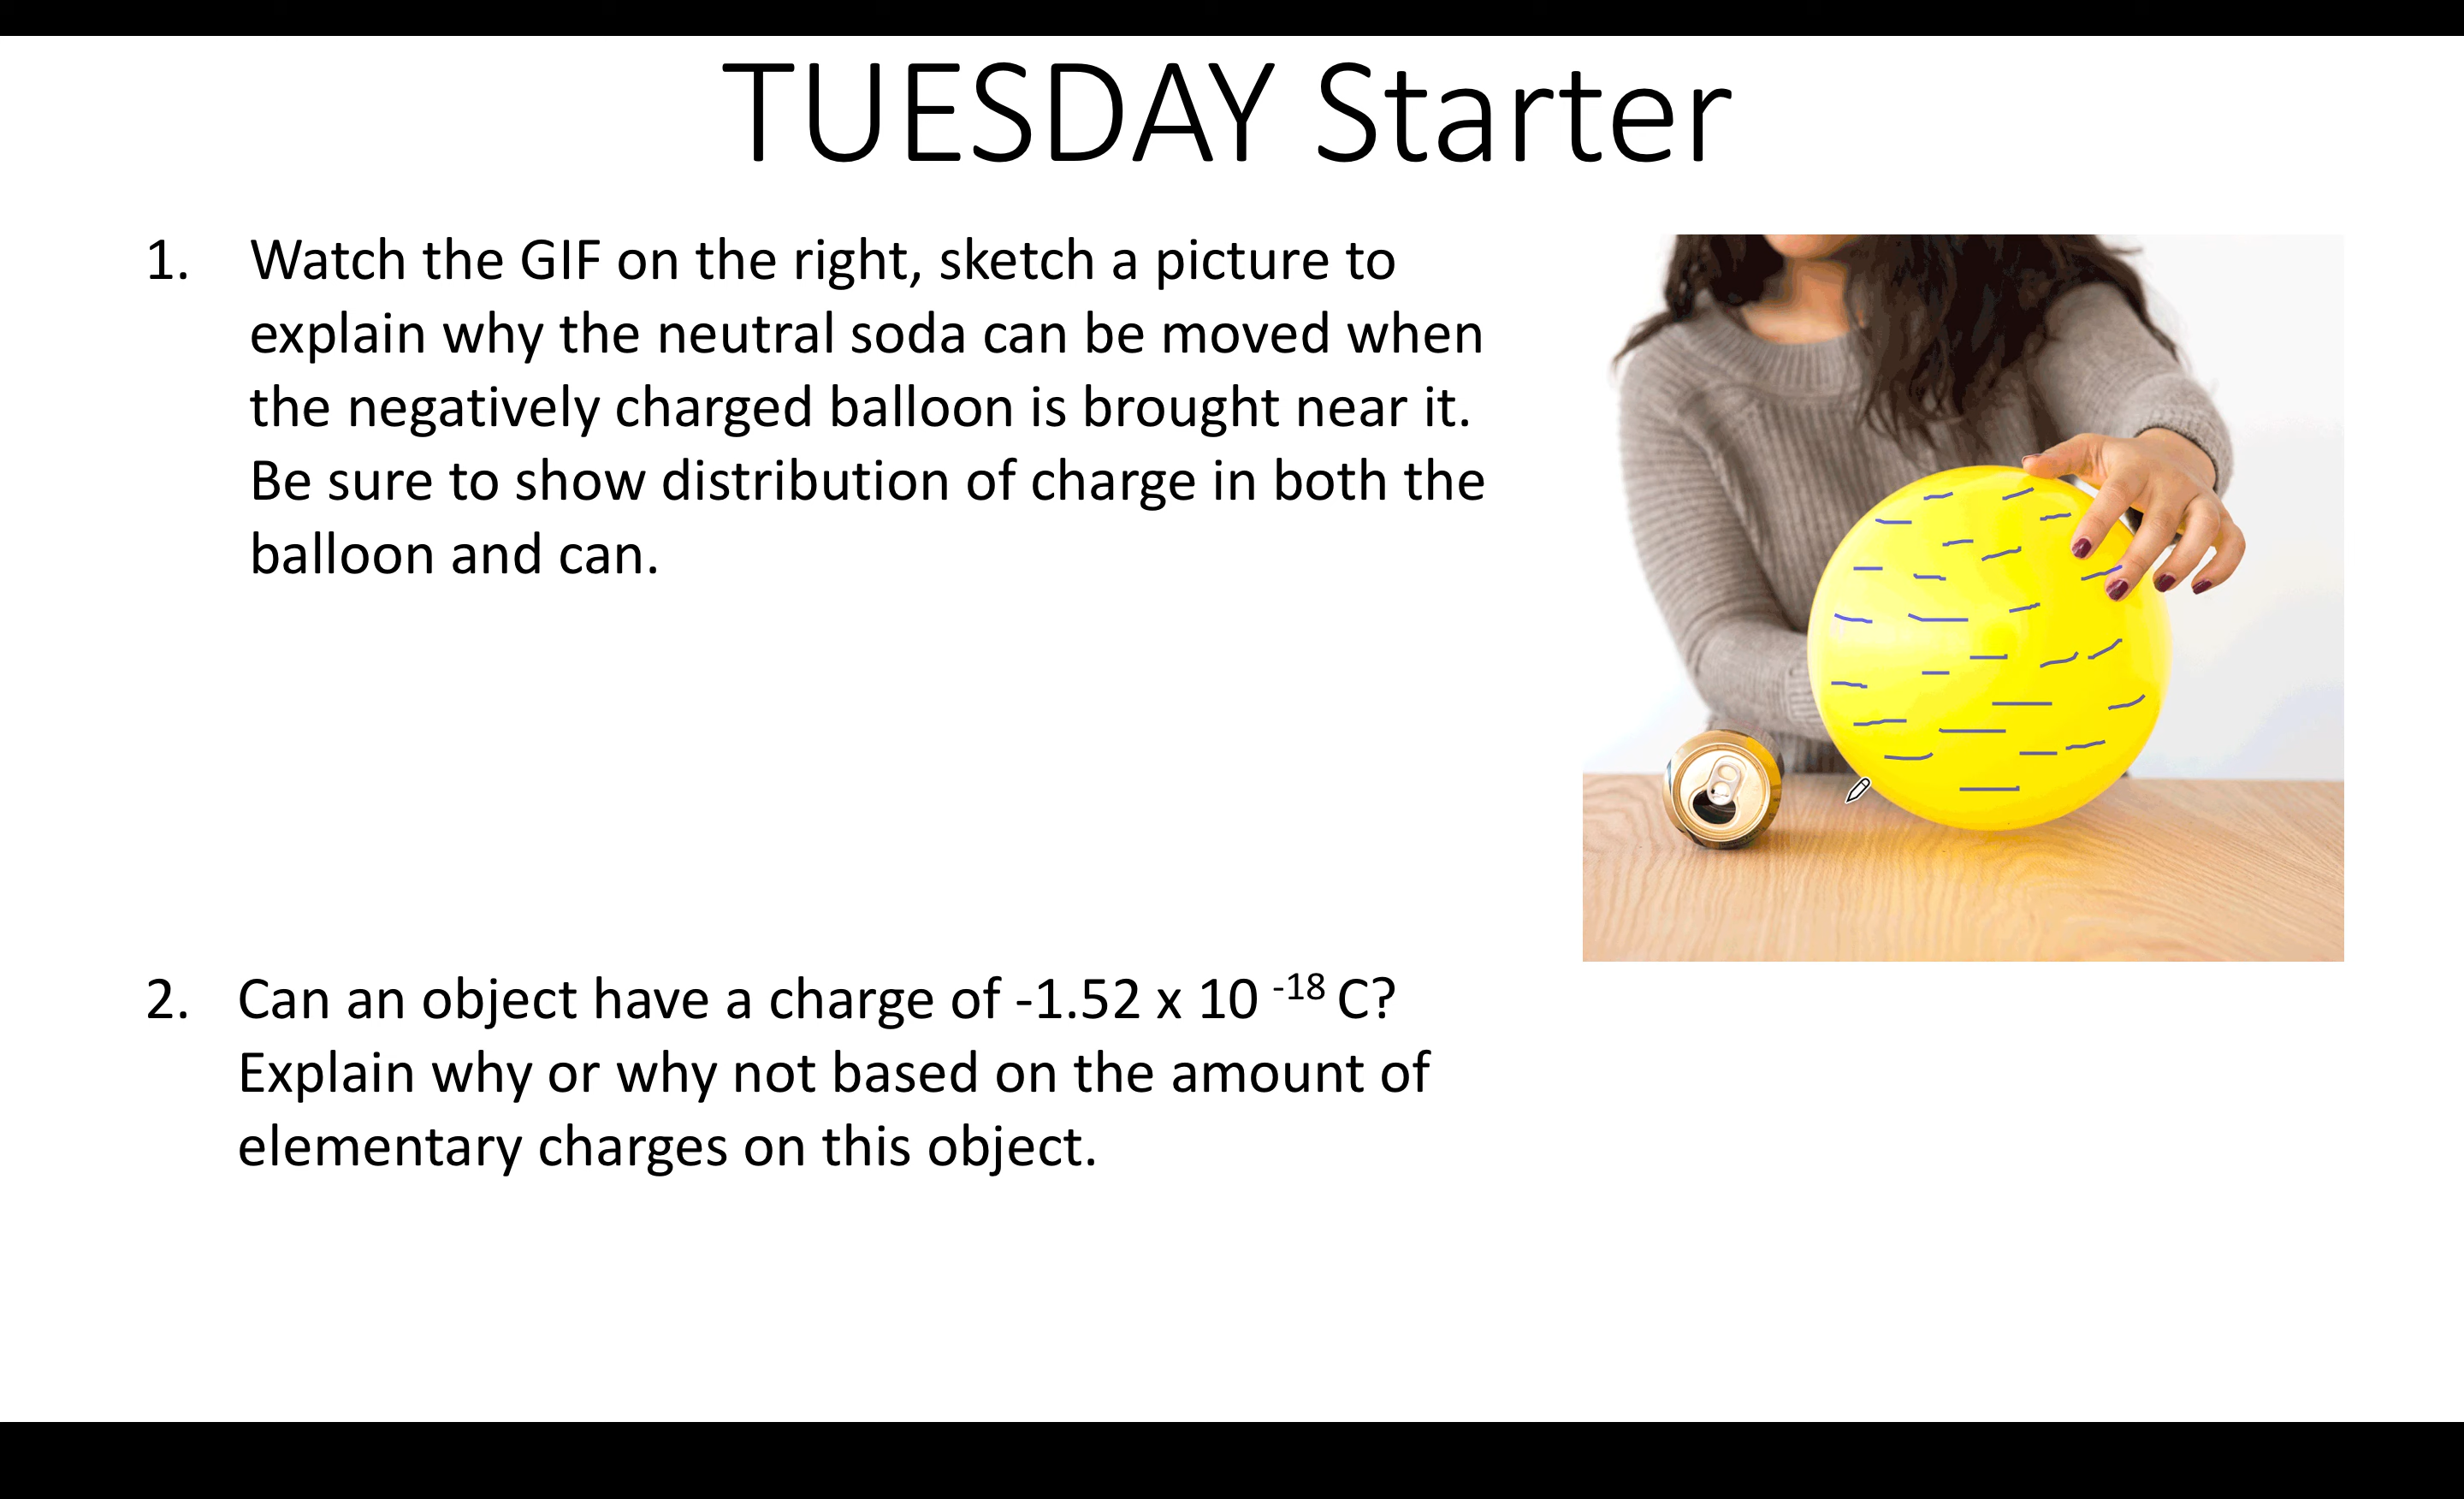 TUESDAY Starter
1. Watch the GIF on the right, sketch a picture to
explain why the neutral soda can be moved when
the negatively charged balloon is brought near it.
Be sure to show distribution of charge in both the
balloon and can.
2. Can an object have a charge of -1.52 x 10 ⁻¹⁸ C?
Explain why or why not based on the amount of
elementary charges on this object.